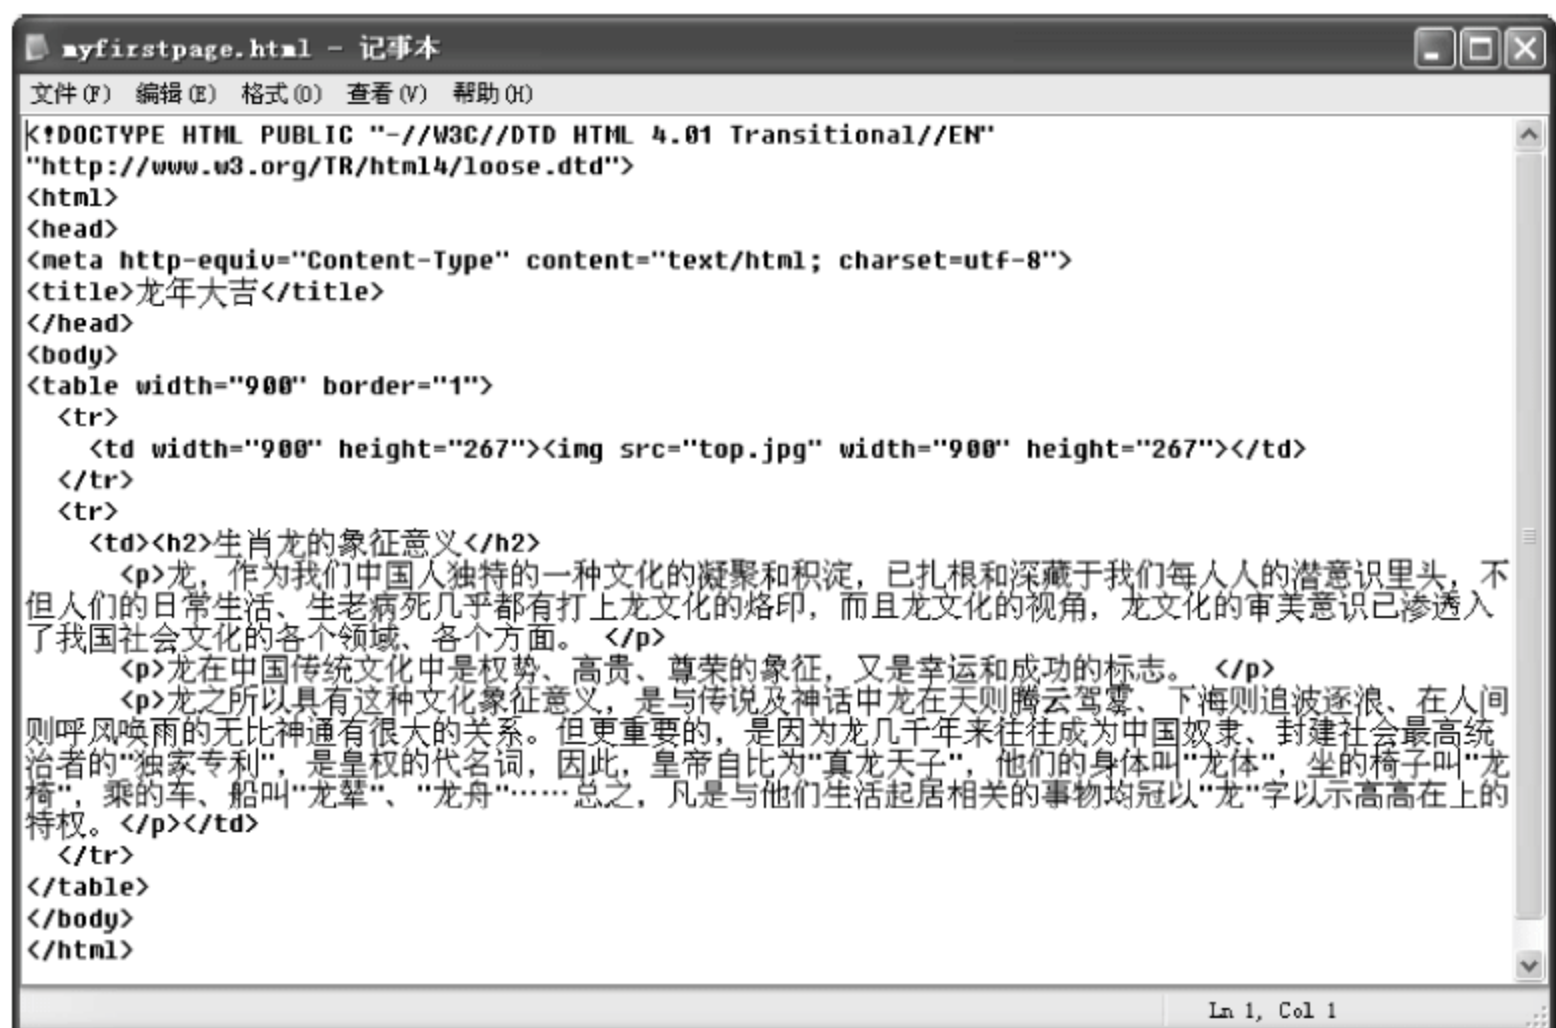 myfirstpage.html - 记事本
文件(F) 编辑(E) 格式(O) 查看(V) 帮助(H)
<!DOCTYPE HTML PUBLIC "-//W3C//DTD HTML 4.01 Transitional//EN"
"http://www.w3.org/TR/html4/loose.dtd">
<html>
<head>
<meta http-equiv="Content-Type" content="text/html; charset=utf-8">
<title>龙年大吉</title>
</head>
<body>
<table width="900" border="1">
  <tr>
    <td width="900" height="267"><img src="top.jpg" width="900" height="267"></td>
  </tr>
  <tr>
    <td><h2>生肖龙的象征意义</h2>
      <p>龙，作为我们中国人独特的一种文化的凝聚和积淀，已扎根和深藏于我们每人人的潜意识里头，不
但人们的日常生活、生老病死几乎都有打上龙文化的烙印，而且龙文化的视角，龙文化的审美意识已渗透入
了我国社会文化的各个领域、各个方面。 </p>
      <p>龙在中国传统文化中是权势、高贵、尊荣的象征，又是幸运和成功的标志。 </p>
      <p>龙之所以具有这种文化象征意义，是与传说及神话中龙在天则腾云驾雾、下海则追波逐浪、在人间
则呼风唤雨的无比神通有很大的关系。但更重要的，是因为龙几千年来往往成为中国奴隶、封建社会最高统
治者的"独家专利"，是皇权的代名词，因此，皇帝自比为"真龙天子"，他们的身体叫"龙体"，坐的椅子叫"龙
椅"，乘的车、船叫"龙辇"、"龙舟"……总之，凡是与他们生活起居相关的事物均冠以"龙"字以示高高在上的
特权。</p></td>
  </tr>
</table>
</body>
</html>
Ln 1, Col 1